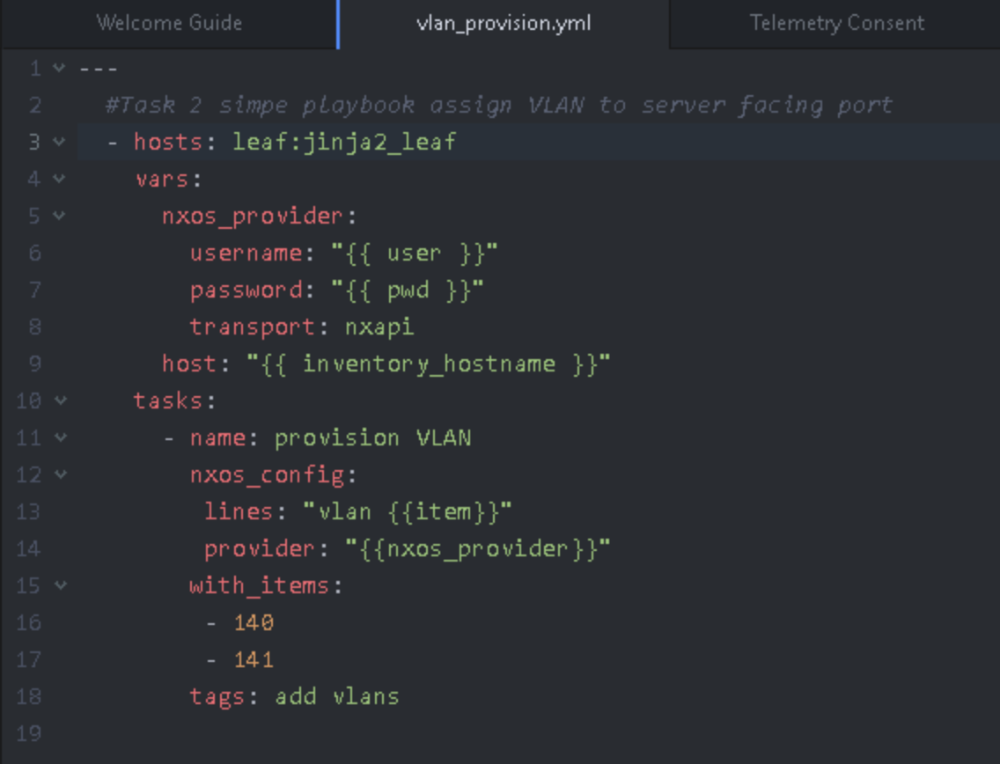 Welcome Guide vlan_provision.yml Telemetry Consent
1 ---
2   #Task 2 simpe playbook assign VLAN to server facing port
3   - hosts: leaf:jinja2_leaf
4     vars:
5       nxos_provider:
6         username: "{{ user }}"
7         password: "{{ pwd }}"
8         transport: nxapi
9       host: "{{ inventory_hostname }}"
10     tasks:
11       - name: provision VLAN
12         nxos_config:
13          lines: "vlan {{item}}"
14          provider: "{{nxos_provider}}"
15         with_items:
16          - 140
17          - 141
18         tags: add vlans
19